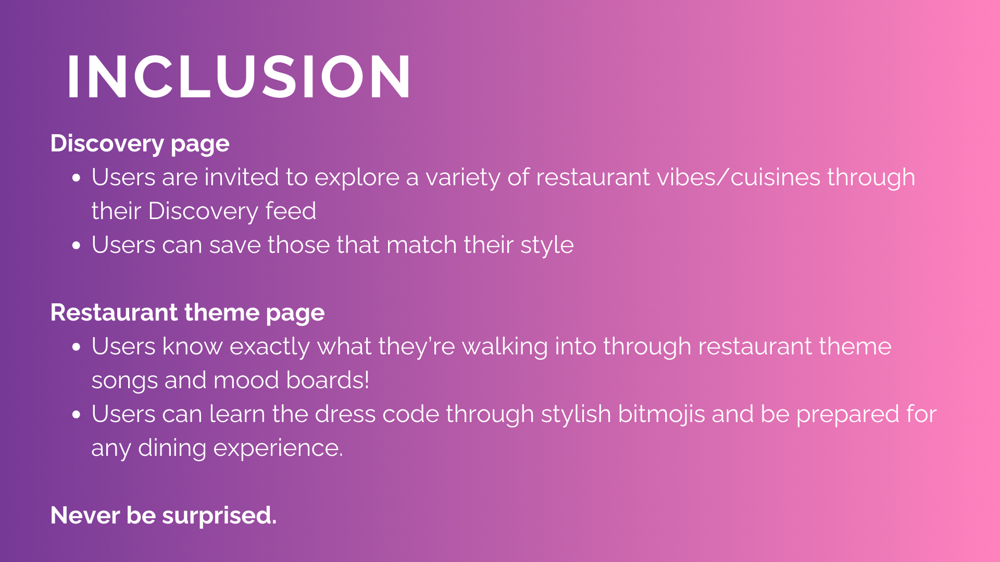 INCLUSION
Discovery page
• Users are invited to explore a variety of restaurant vibes/cuisines through
their Discovery feed
• Users can save those that match their style
Restaurant theme page
• Users know exactly what they're walking into through restaurant theme
songs and mood boards!
• Users can learn the dress code through stylish bitmojis and be prepared for
any dining experience.
Never be surprised.